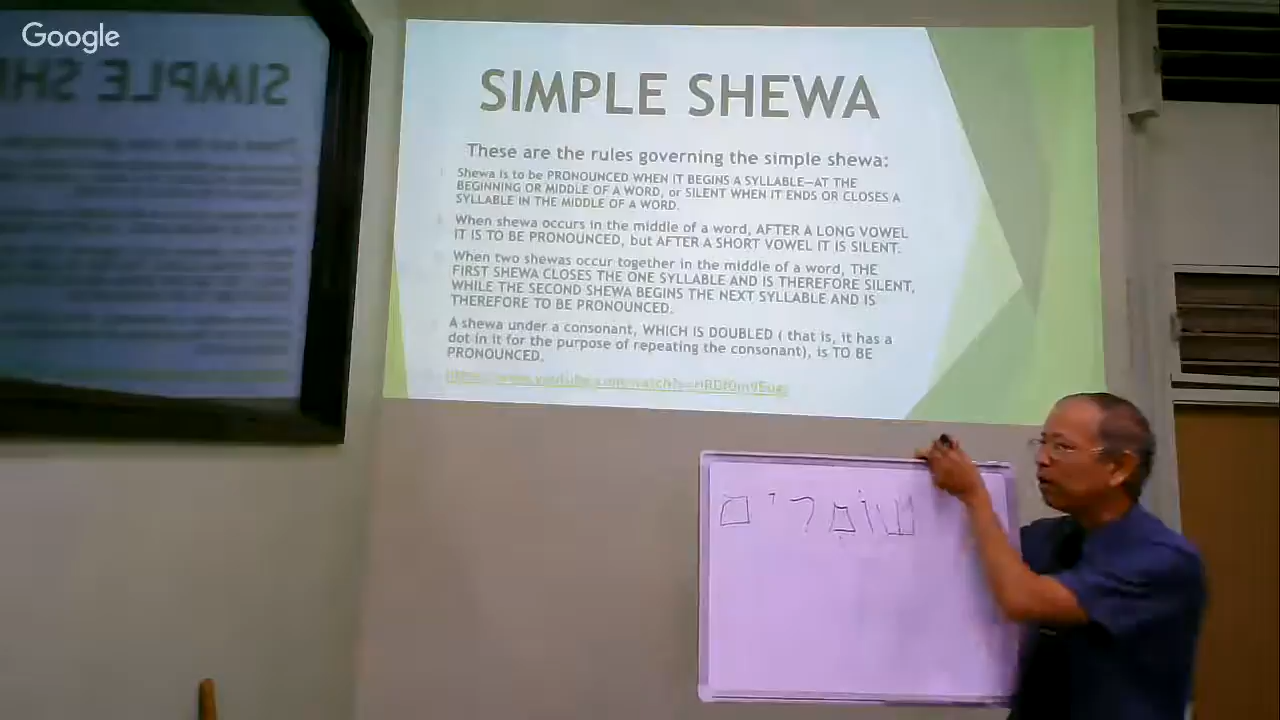 Google
SIMPLE SHEWA
These are the rules governing the simple shewa:
Shewa is to be PRONOUNCED WHEN IT BEGINS A SYLLABLE—AT THE
BEGINNING OR MIDDLE OF A WORD, or SILENT WHEN IT ENDS OR CLOSES A
SYLLABLE IN THE MIDDLE OF A WORD.
When shewa occurs in the middle of a word, AFTER A LONG VOWEL
IT IS TO BE PRONOUNCED, but AFTER A SHORT VOWEL IT IS SILENT.
When two shewas occur together in the middle of a word, THE
FIRST SHEWA CLOSES THE ONE SYLLABLE AND IS THEREFORE SILENT,
WHILE THE SECOND SHEWA BEGINS THE NEXT SYLLABLE AND IS
THEREFORE TO BE PRONOUNCED.
A shewa under a consonant, WHICH IS DOUBLED ( that is, it has a
dot in it for the purpose of repeating the consonant), is TO BE
PRONOUNCED.
שׁוֹמְרִים
SIMPLE SH